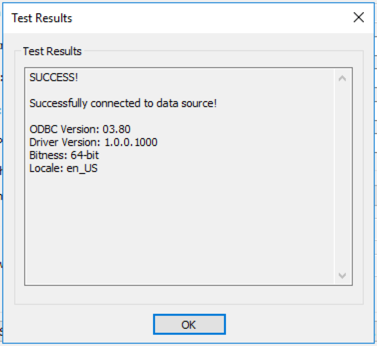 Test Results
Test Results
SUCCESS!
Successfully connected to data source!
ODBC Version: 03.80
Driver Version: 1.0.0.1000
Bitness: 64-bit
Locale: en_US
OK